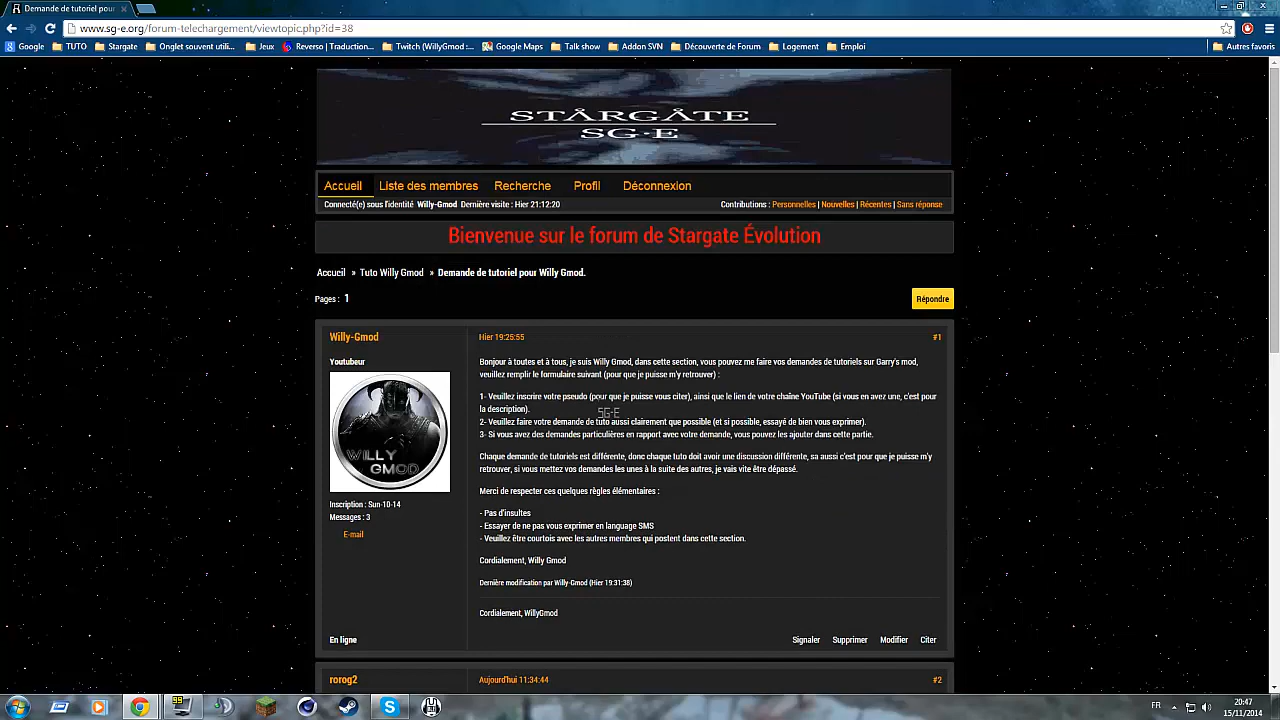 Demande de tutoriel pou
www.sg-e.org/forum-telechargement/viewtopic.php?id=38
Google TUTO Stargate Onglet souvent utili... Jeux Reverso | Traduction... Twitch (WillyGmod :... Google Maps Talk show Addon SVN Découverte de Forum Logement Emploi Autres favoris
STÅRGÅTE
SG·E
Accueil Liste des membres Recherche Profil Déconnexion
Connecté(e) sous l'identité Willy-Gmod Dernière visite : Hier 21:12:20 Contributions : Personnelles | Nouvelles | Récentes | Sans réponse
Bienvenue sur le forum de Stargate Évolution
Accueil » Tuto Willy Gmod » Demande de tutoriel pour Willy Gmod.
Pages : 1 Répondre
Willy-Gmod Hier 19:25:55 #1
Youtubeur
WILLY
GMOD
Inscription : Sun-10-14
Messages : 3
E-mail
En ligne
Bonjour à toutes et à tous, je suis Willy Gmod, dans cette section, vous pouvez me faire vos demandes de tutoriels sur Garry's mod,
veuillez remplir le formulaire suivant (pour que je puisse m'y retrouver) :
1- Veuillez inscrire votre pseudo (pour que je puisse vous citer), ainsi que le lien de votre chaîne YouTube (si vous en avez une, c'est pour
la description).
SG-E
2- Veuillez faire votre demande de tuto aussi clairement que possible (et si possible, essayé de bien vous exprimer).
3- Si vous avez des demandes particulières en rapport avec votre demande, vous pouvez les ajouter dans cette partie.
Chaque demande de tutoriels est différente, donc chaque tuto doit avoir une discussion différente, sa aussi c'est pour que je puisse m'y
retrouver, si vous mettez vos demandes les unes à la suite des autres, je vais vite être dépassé.
Merci de respecter ces quelques règles élémentaires :
- Pas d'insultes
- Essayer de ne pas vous exprimer en language SMS
- Veuillez être courtois avec les autres membres qui postent dans cette section.
Cordialement, Willy Gmod
Dernière modification par Willy-Gmod (Hier 19:31:38)
Cordialement, WillyGmod
Signaler Supprimer Modifier Citer
rorog2 Aujourd'hui 11:34:44 #2
FR 20:47
15/11/2014